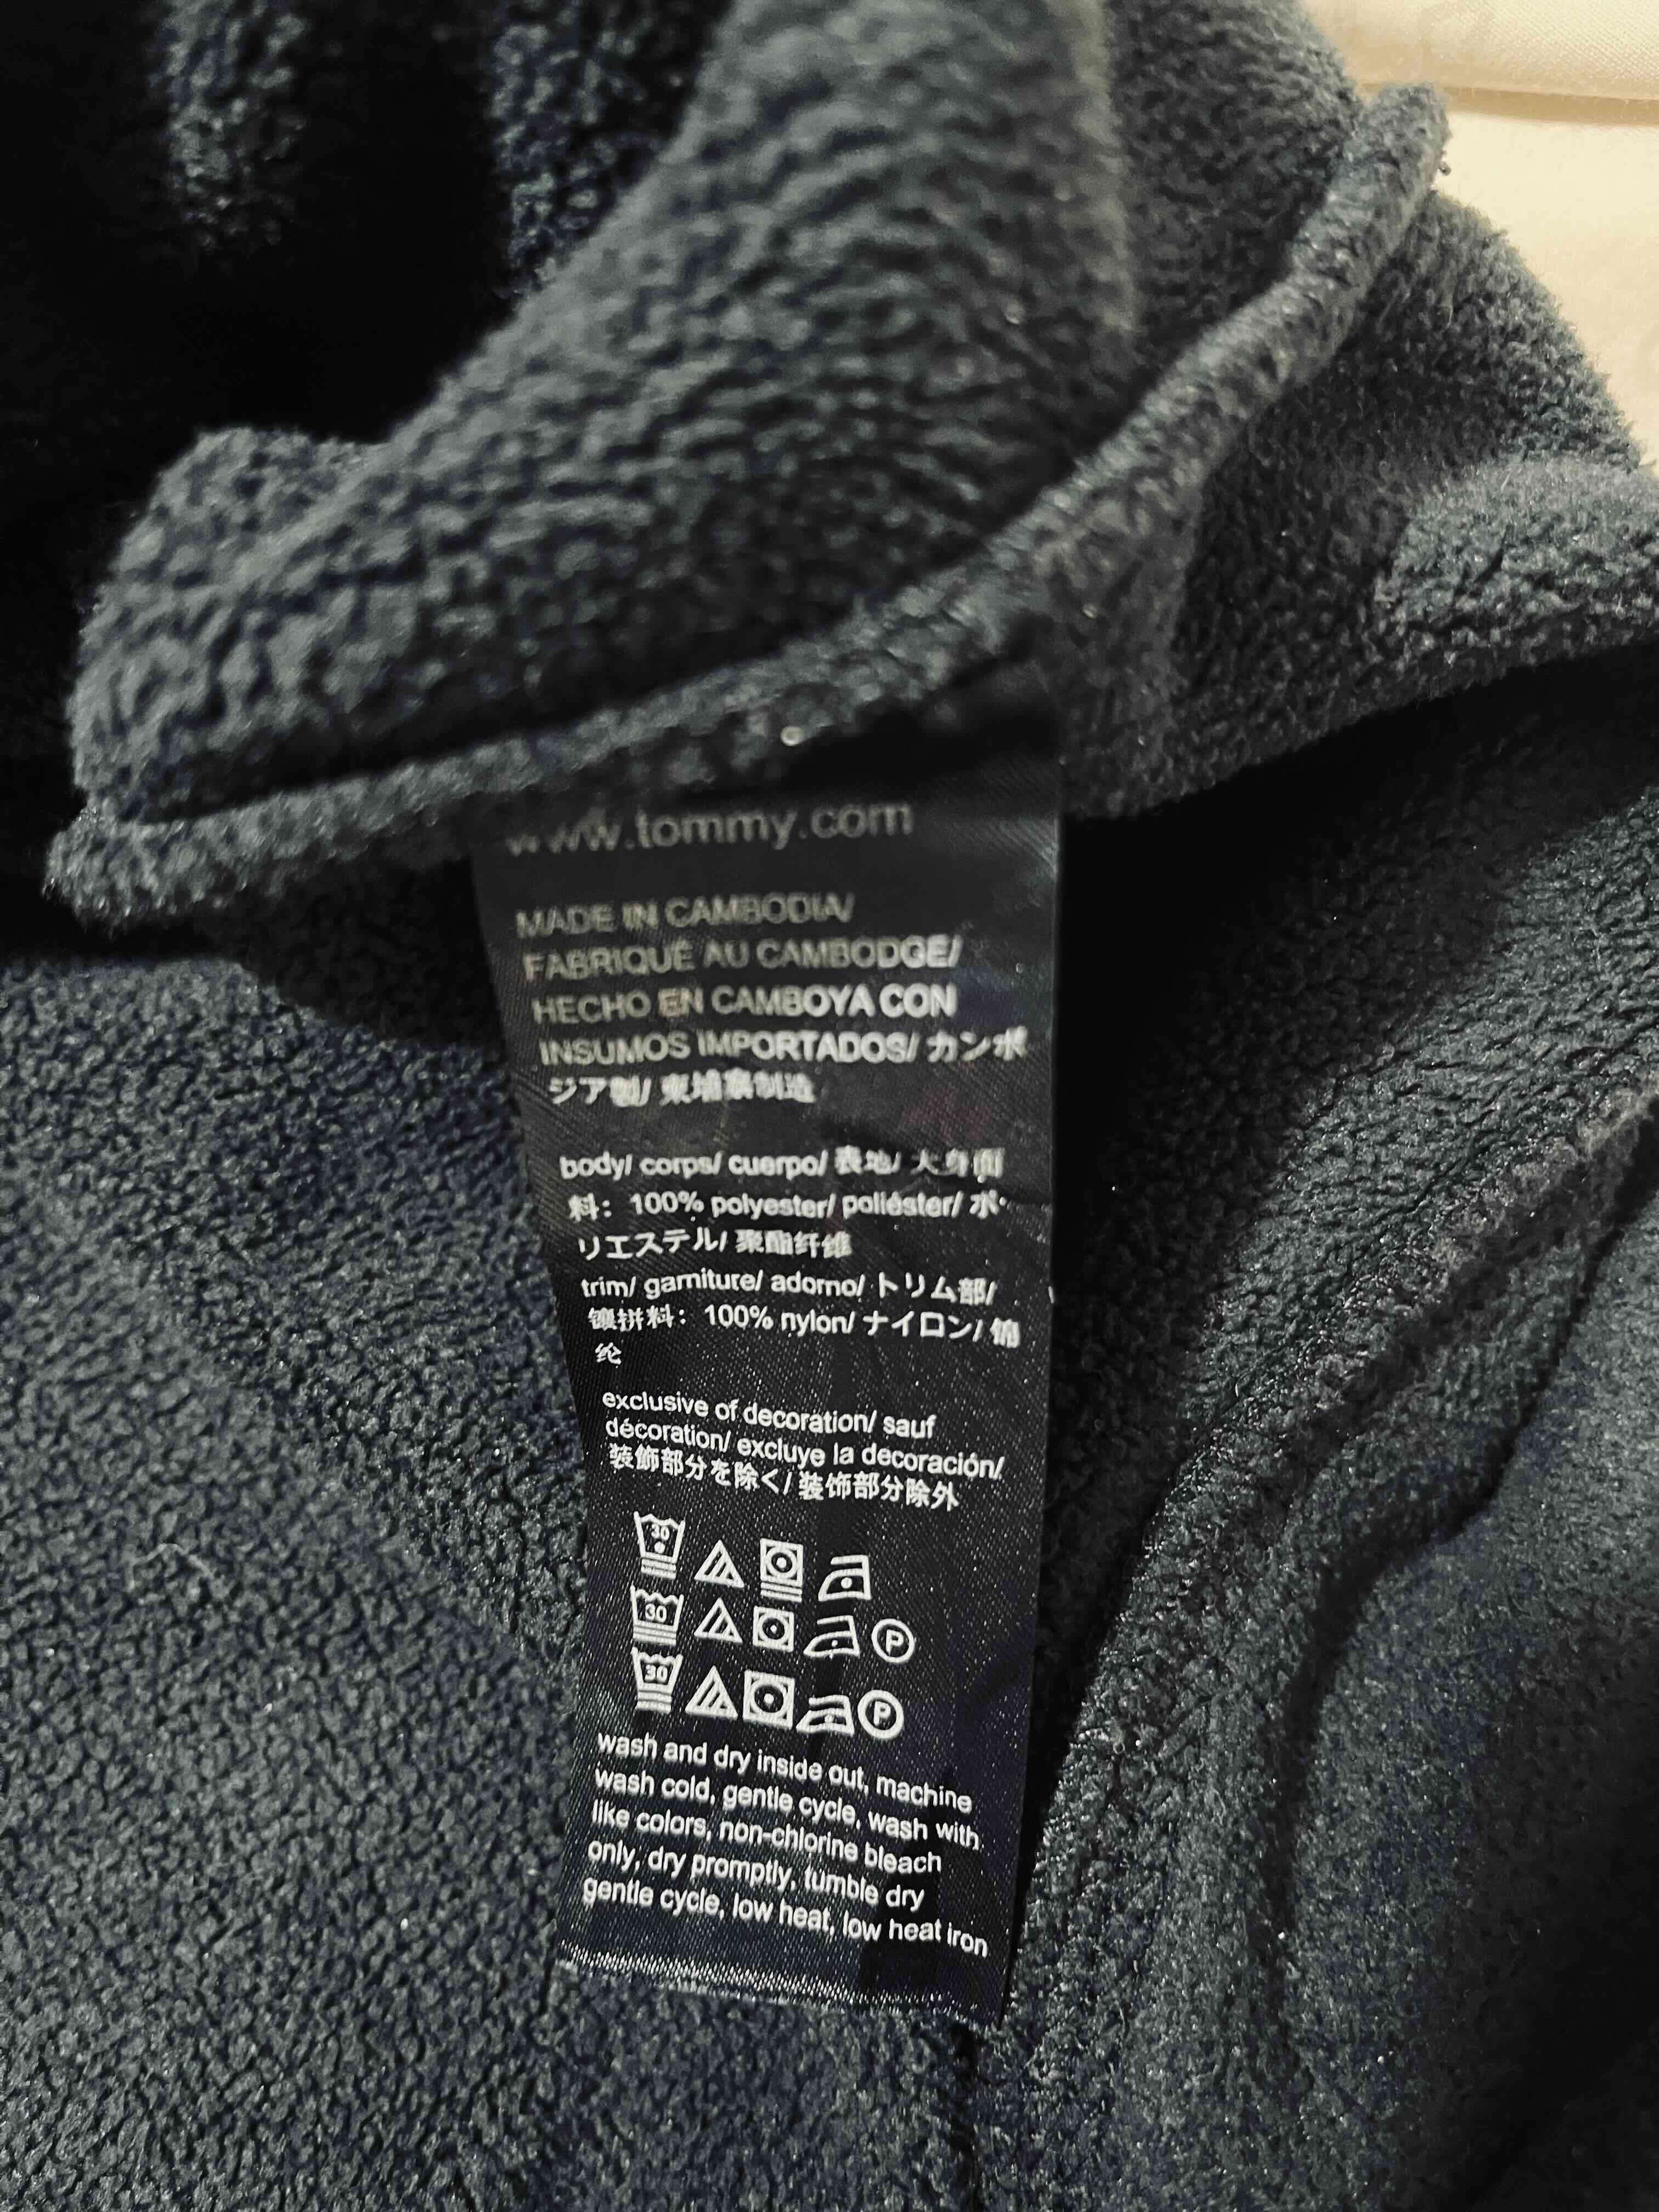 www.tommy.com
MADE IN CAMBODIA/
FABRIQUÉ AU CAMBODGE/
HECHO EN CAMBOYA CON
INSUMOS IMPORTADOS/ カンボ
ジア製/ 柬埔寨制造
body/ corps/ cuerpo/ 表地/ 大身面
料: 100% polyester/ poliéster/ ポ
リエステル/ 聚酯纤维
trim/ garniture/ adorno/ トリム部/
镶拼料: 100% nylon/ ナイロン/ 锦
纶
exclusive of decoration/ sauf
décoration/ excluye la decoración/
装飾部分を除く/ 装饰部分除外
30
30 P
30 P
wash and dry inside out, machine
wash cold, gentle cycle, wash with
like colors, non-chlorine bleach
only, dry promptly, tumble dry
gentle cycle, low heat, low heat iron